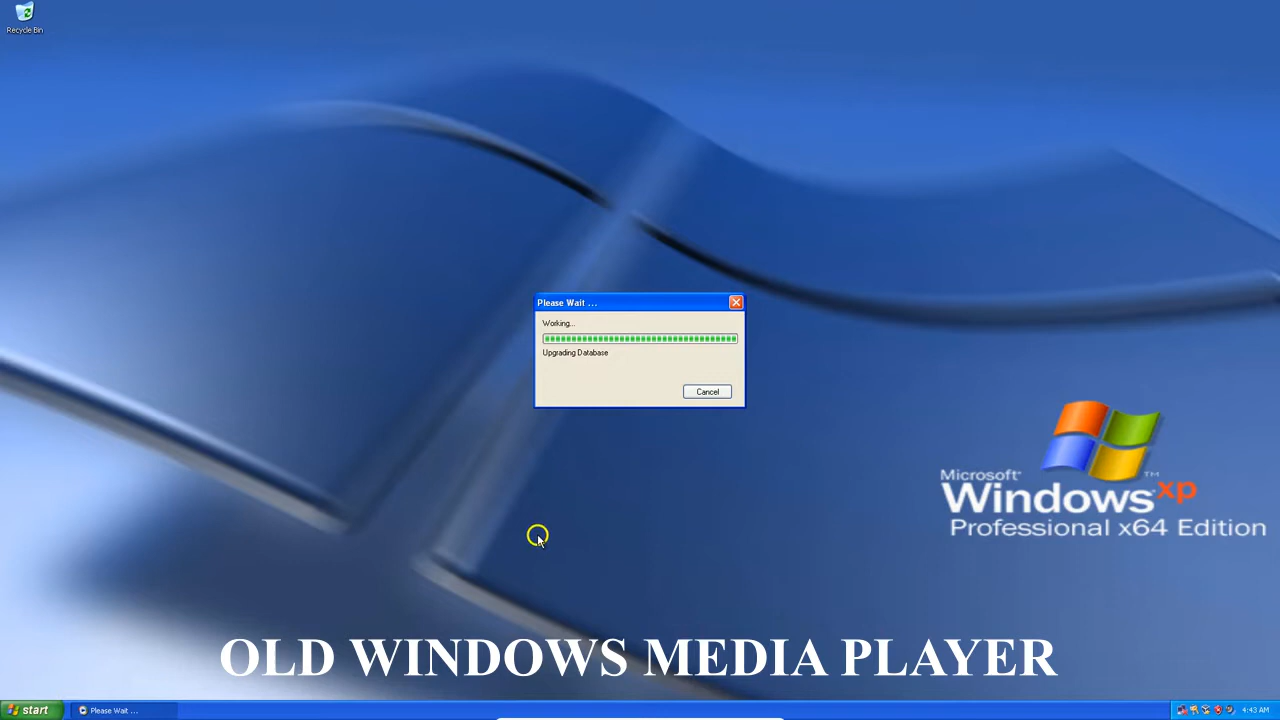 Recycle Bin
Please Wait ...
Working...
Upgrading Database
Cancel
Microsoft
Windows xp ™
Professional x64 Edition
OLD WINDOWS MEDIA PLAYER
start
Please Wait ...
4:43 AM